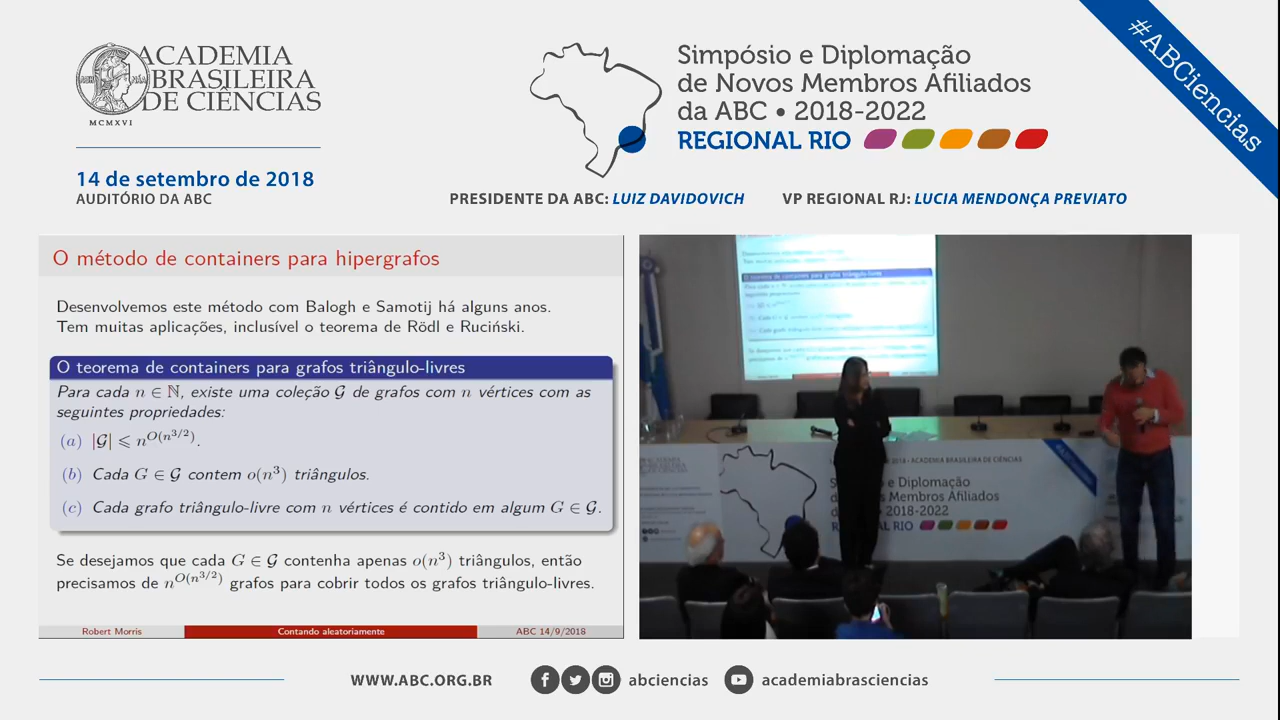 ACADEMIA
BRASILEIRA
DE CIÊNCIAS
MCMXVI
14 de setembro de 2018
AUDITÓRIO DA ABC
Simpósio e Diplomação
de Novos Membros Afiliados
da ABC • 2018-2022
REGIONAL RIO
#ABCiencias
PRESIDENTE DA ABC: LUIZ DAVIDOVICH VP REGIONAL RJ: LUCIA MENDONÇA PREVIATO
O método de containers para hipergrafos
Desenvolvemos este método com Balogh e Samotij há alguns anos.
Tem muitas aplicações, inclusível o teorema de Rödl e Ruciński.
O teorema de containers para grafos triângulo-livres
Para cada n ∈ ℕ, existe uma coleção 𝒢 de grafos com n vértices com as
seguintes propriedades:
(a) |𝒢| ⩽ n^{O(n^{3/2})}.
(b) Cada G ∈ 𝒢 contem o(n³) triângulos.
(c) Cada grafo triângulo-livre com n vértices é contido em algum G ∈ 𝒢.
Se desejamos que cada G ∈ 𝒢 contenha apenas o(n³) triângulos, então
precisamos de n^{O(n^{3/2})} grafos para cobrir todos os grafos triângulo-livres.
Robert Morris Contando aleatoriamente ABC 14/9/2018
O teorema de containers para grafos triângulo-livres
2018 - ACADEMIA BRASILEIRA DE CIÊNCIAS
Simpósio e Diplomação
Membros Afiliados
2018-2022
RIO
WWW.ABC.ORG.BR abciencias academiabrasciencias